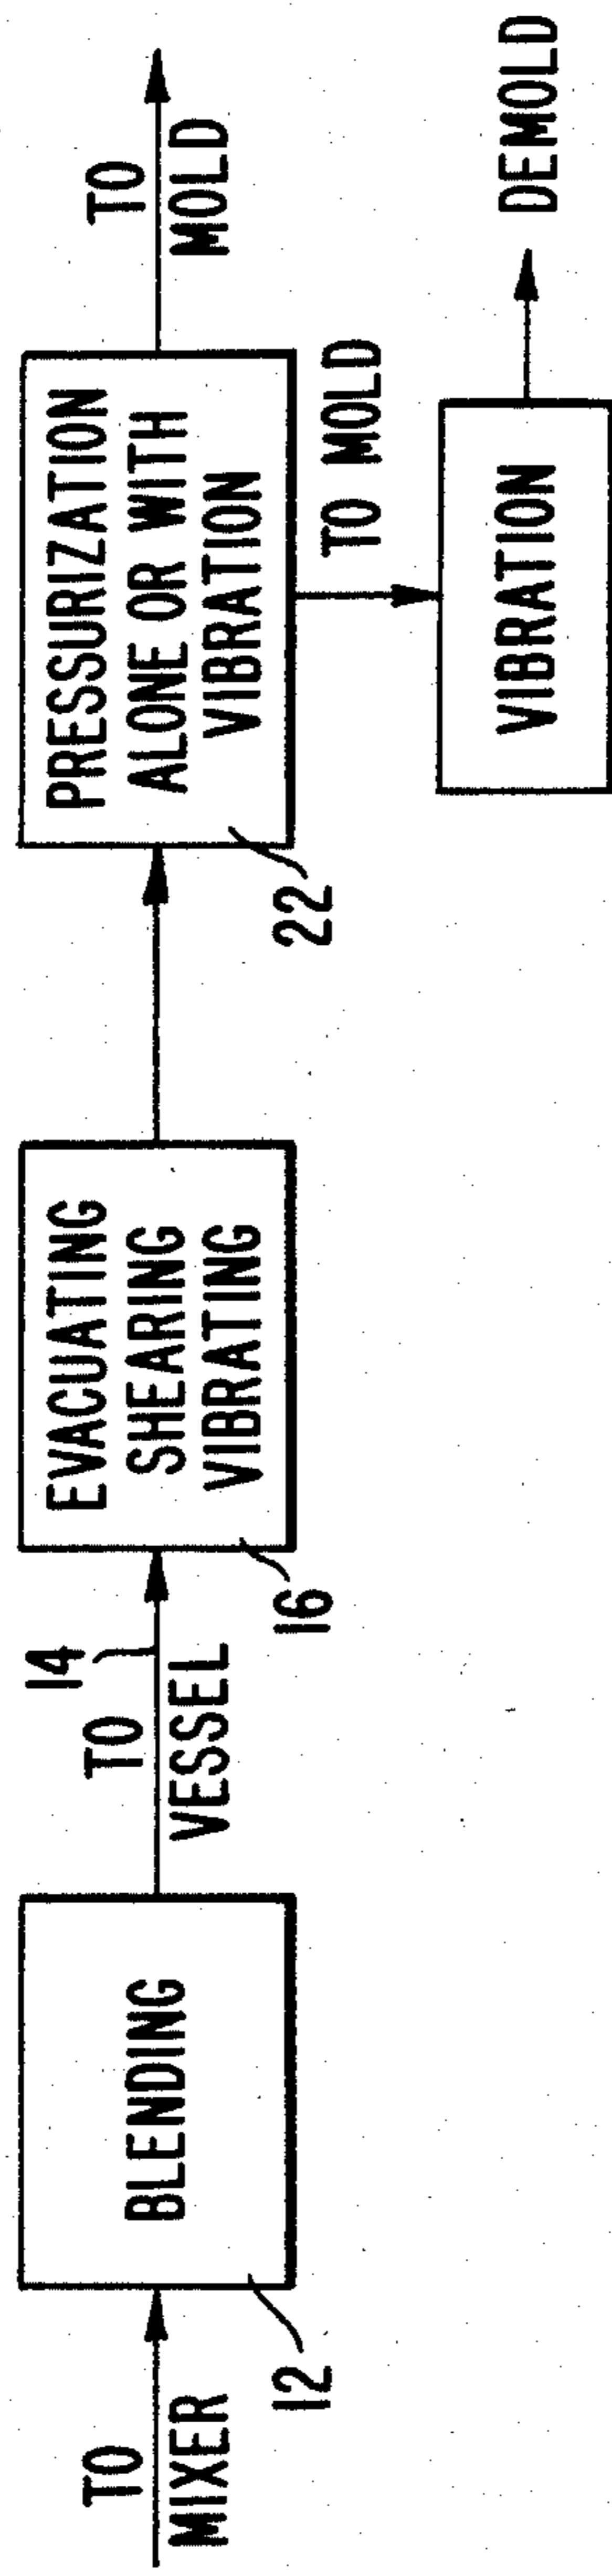 TO
MIXER
12
BLENDING
14
TO
VESSEL
16
EVACUATING
SHEARING
VIBRATING
22
PRESSURIZATION
ALONE OR WITH
VIBRATION
TO
MOLD
TO MOLD
VIBRATION
DEMOLD